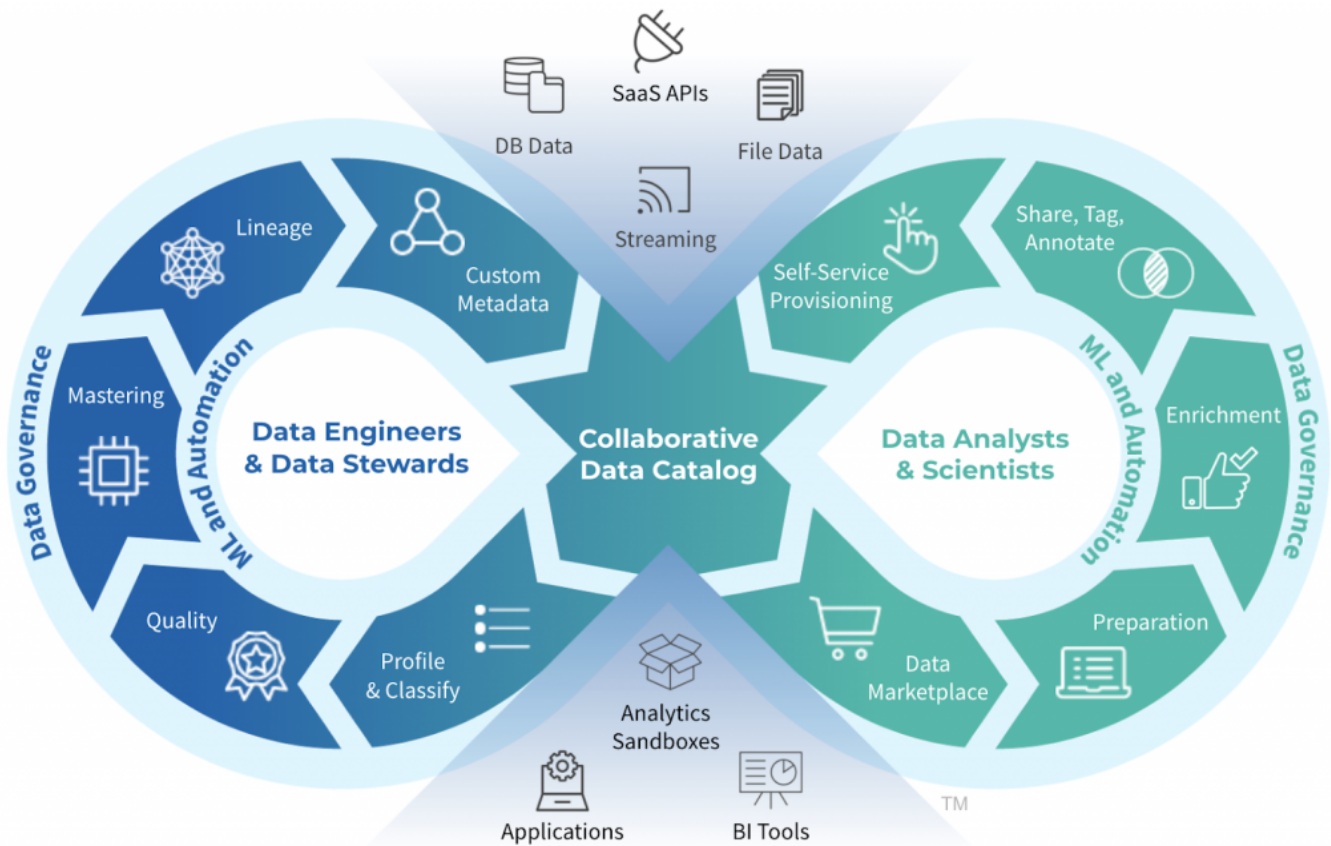 SaaS APIs
DB Data
File Data
Streaming
Lineage
Custom
Metadata
Mastering
Quality
Profile
& Classify
Data Governance
ML and Automation
Data Engineers
& Data Stewards
Collaborative
Data Catalog
Self-Service
Provisioning
Share, Tag,
Annotate
Enrichment
Preparation
Data
Marketplace
Data Analysts
& Scientists
ML and Automation
Data Governance
Analytics
Sandboxes
Applications
BI Tools
TM